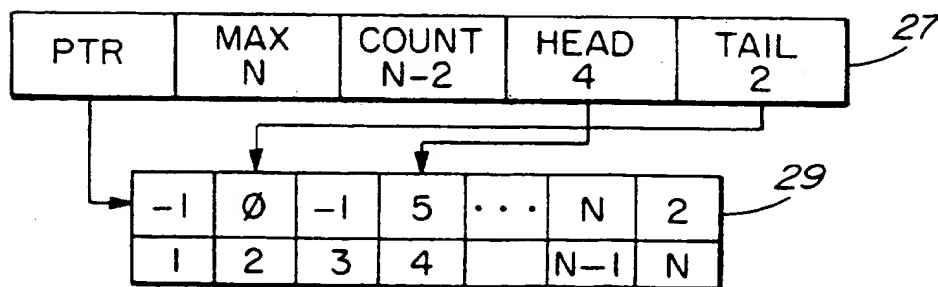 PTR MAX COUNT HEAD TAIL 27
N N-2 4 2
-1 Ø -1 5 ... N 2 29
1 2 3 4 N-1 N